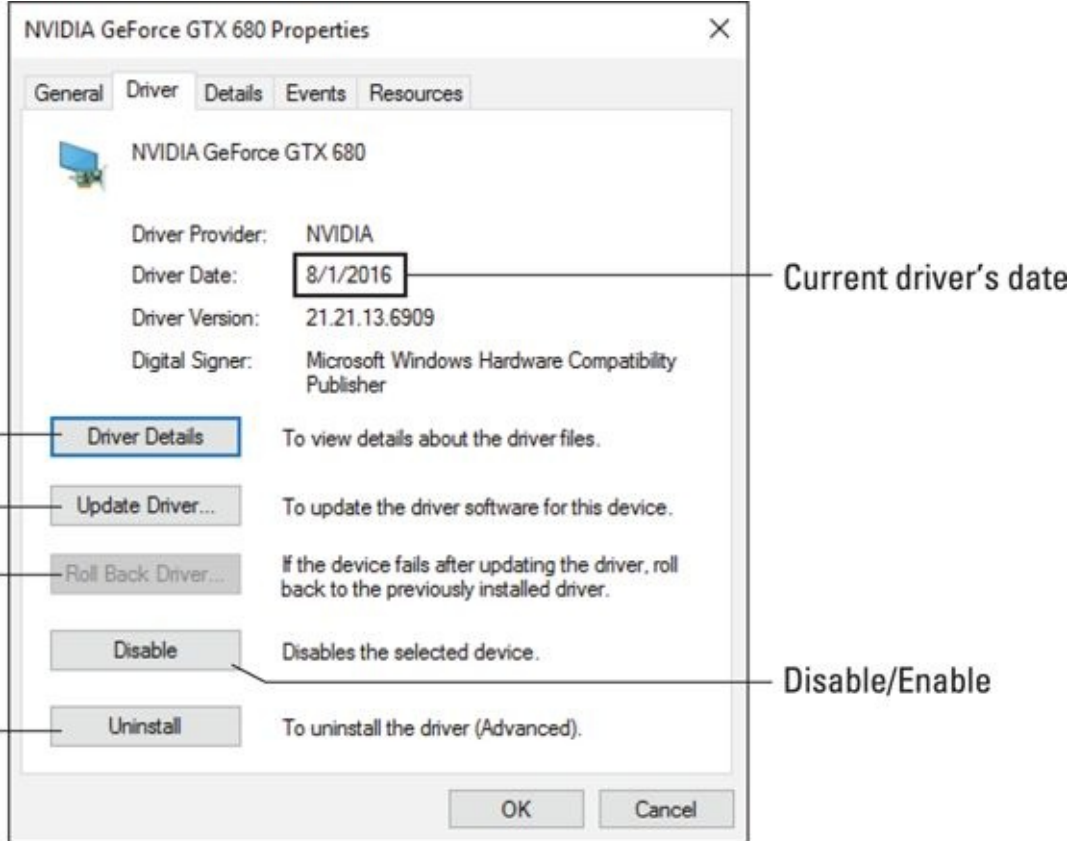 NVIDIA GeForce GTX 680 Properties
General Driver Details Events Resources
NVIDIA GeForce GTX 680
Driver Provider: NVIDIA
Driver Date: 8/1/2016
Current driver's date
Driver Version: 21.21.13.6909
Digital Signer: Microsoft Windows Hardware Compatibility
Publisher
Driver Details To view details about the driver files.
Update Driver... To update the driver software for this device.
Roll Back Driver... If the device fails after updating the driver, roll
back to the previously installed driver.
Disable Disables the selected device.
Disable/Enable
Uninstall To uninstall the driver (Advanced).
OK Cancel